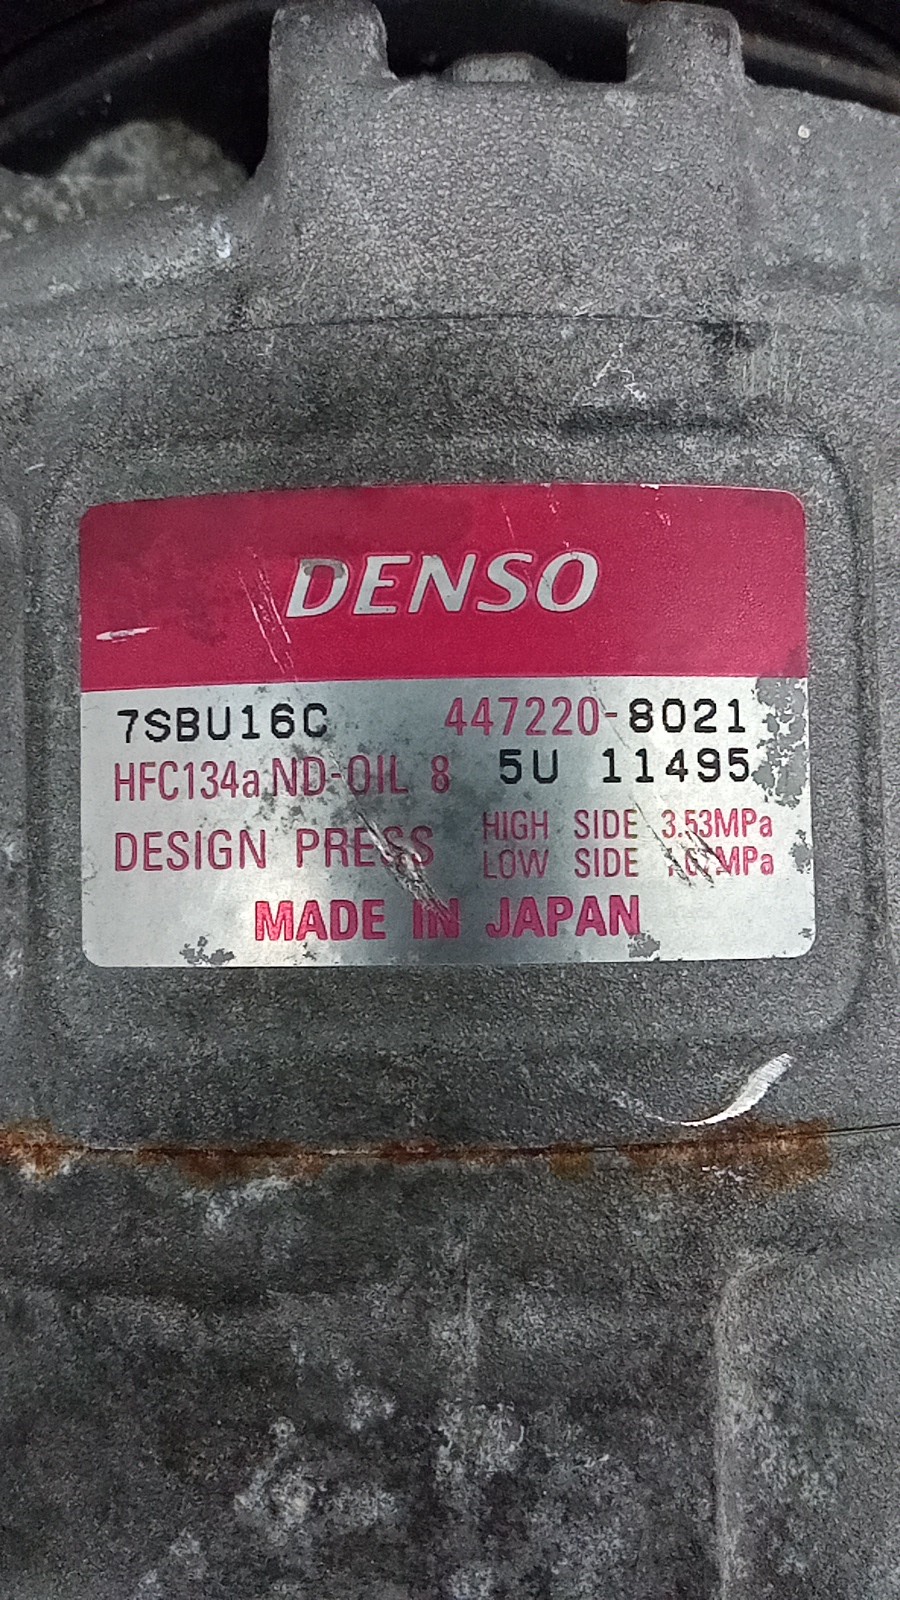 DENSO
7SBU16C 447220-8021
HFC134a ND-OIL 8 5U 11495
DESIGN PRESS HIGH SIDE 3.53MPa
LOW SIDE
MADE IN JAPAN